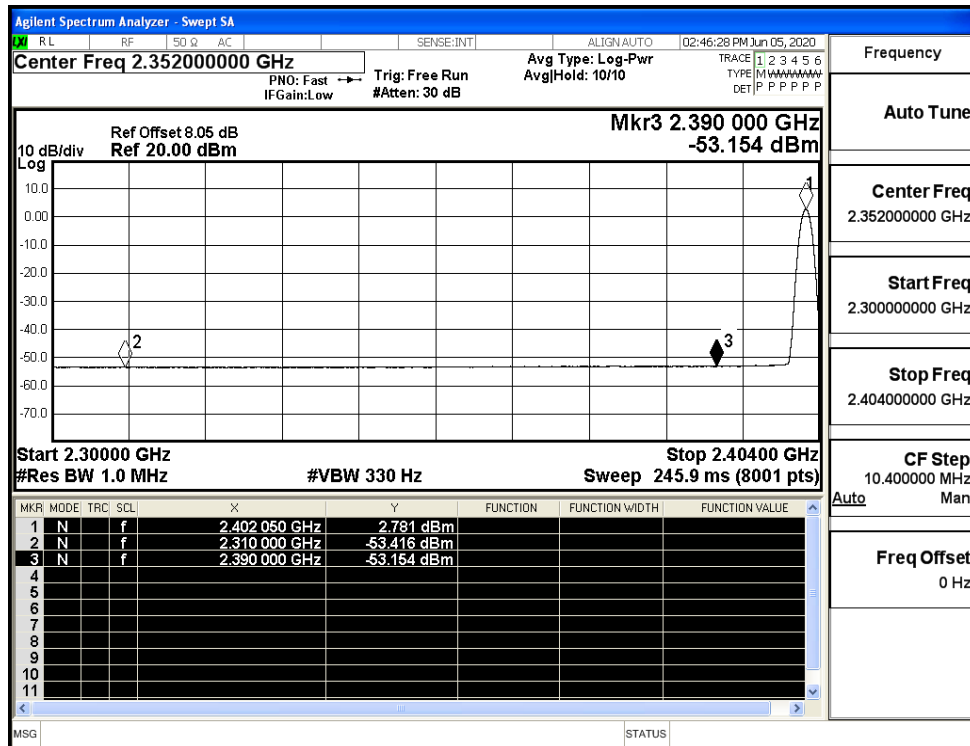 Agilent Spectrum Analyzer - Swept SA
LXI RL RF 50 Ω AC SENSE:INT ALIGN AUTO 02:46:28 PM Jun 05, 2020
Center Freq 2.352000000 GHz
PNO: Fast
IFGain:Low
Trig: Free Run
#Atten: 30 dB
Avg Type: Log-Pwr
Avg|Hold: 10/10
TRACE 1 2 3 4 5 6
TYPE M W W W W W
DET P P P P P P
Ref Offset 8.05 dB
10 dB/div Ref 20.00 dBm
Log
Mkr3 2.390 000 GHz
-53.154 dBm
10.0
0.00
-10.0
-20.0
-30.0
-40.0
-50.0
-60.0
-70.0
1
2
3
Start 2.30000 GHz Stop 2.40400 GHz
#Res BW 1.0 MHz #VBW 330 Hz Sweep 245.9 ms (8001 pts)
MKR MODE TRC SCL X Y FUNCTION FUNCTION WIDTH FUNCTION VALUE
1 N f 2.402 050 GHz 2.781 dBm
2 N f 2.310 000 GHz -53.416 dBm
3 N f 2.390 000 GHz -53.154 dBm
4
5
6
7
8
9
10
11
MSG STATUS
Frequency
Auto Tune
Center Freq
2.352000000 GHz
Start Freq
2.300000000 GHz
Stop Freq
2.404000000 GHz
CF Step
10.400000 MHz
Auto Man
Freq Offset
0 Hz